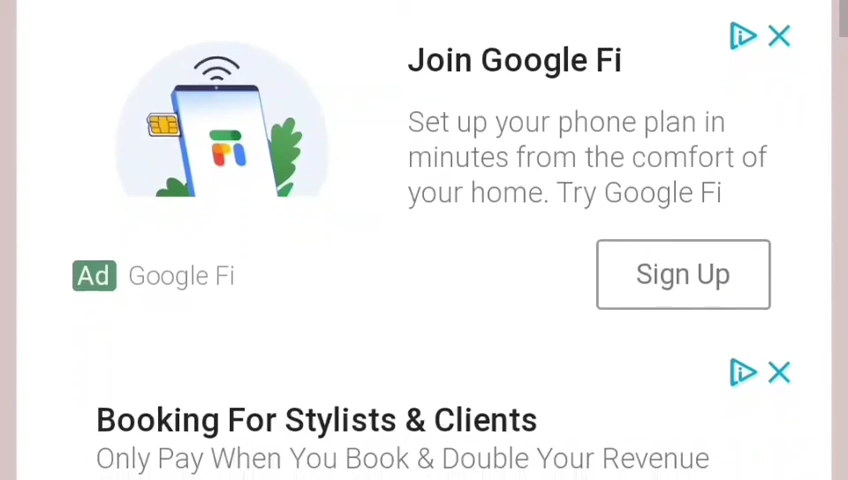 Join Google Fi
Set up your phone plan in
minutes from the comfort of
your home. Try Google Fi
Fi
Ad Google Fi
Sign Up
Booking For Stylists & Clients
Only Pay When You Book & Double Your Revenue